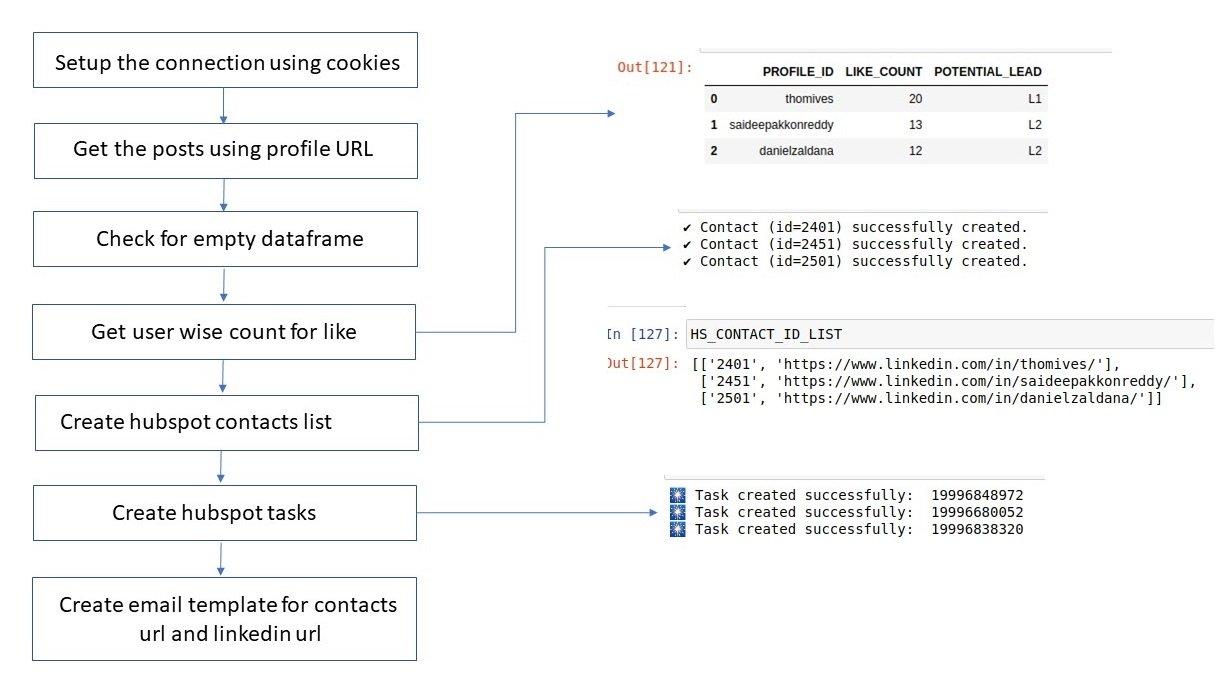 Setup the connection using cookies
Get the posts using profile URL
Check for empty dataframe
Get user wise count for like
Create hubspot contacts list
Create hubspot tasks
Create email template for contacts
url and linkedin url
Out[121]:
PROFILE_ID LIKE_COUNT POTENTIAL_LEAD
0 thomives 20 L1
1 saideepakkonreddy 13 L2
2 danielzaldana 12 L2
✔ Contact (id=2401) successfully created.
✔ Contact (id=2451) successfully created.
✔ Contact (id=2501) successfully created.
In [127]: HS_CONTACT_ID_LIST
Out[127]: [['2401', 'https://www.linkedin.com/in/thomives/'],
['2451', 'https://www.linkedin.com/in/saideepakkonreddy/'],
['2501', 'https://www.linkedin.com/in/danielzaldana/']]
Task created successfully: 19996848972
Task created successfully: 19996680052
Task created successfully: 19996838320